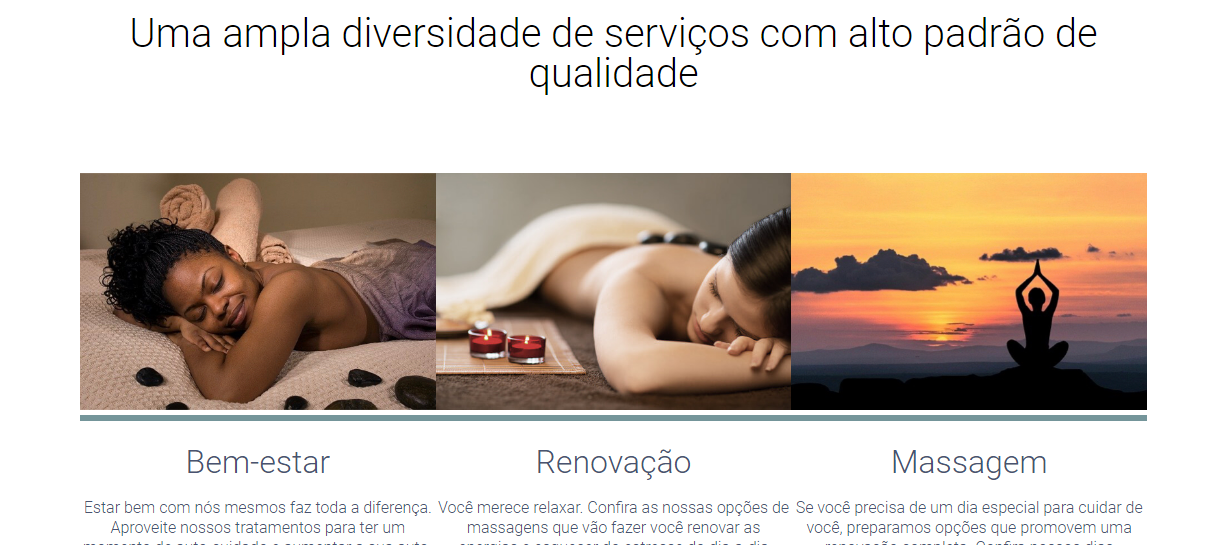 Uma ampla diversidade de serviços com alto padrão de
qualidade
Bem-estar
Estar bem com nós mesmos faz toda a diferença.
Aproveite nossos tratamentos para ter um
Renovação
Você merece relaxar. Confira as nossas opções de
massagens que vão fazer você renovar as
Massagem
Se você precisa de um dia especial para cuidar de
você, preparamos opções que promovem uma